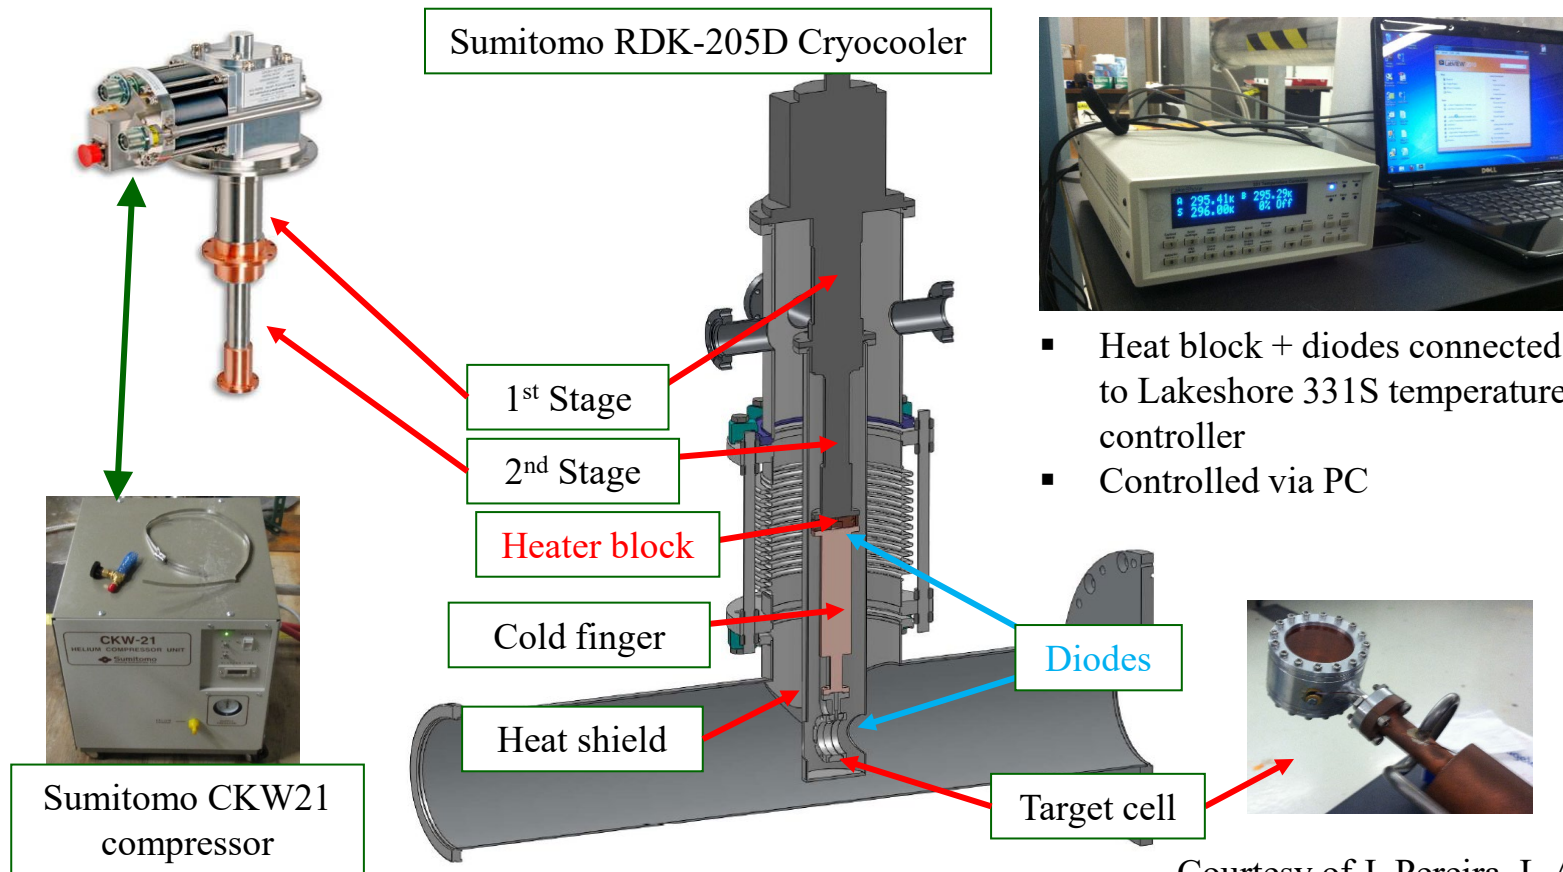 Sumitomo RDK-205D Cryocooler
A 295.41K B 295.29K
S 296.00K 0% Off
LabVIEW
DELL
1st Stage
2nd Stage
Heater block
Cold finger
Heat shield
Diodes
Target cell
▪ Heat block + diodes connected
to Lakeshore 331S temperature
controller
▪ Controlled via PC
CKW-21
HELIUM COMPRESSOR UNIT
Sumitomo
Sumitomo CKW21
compressor